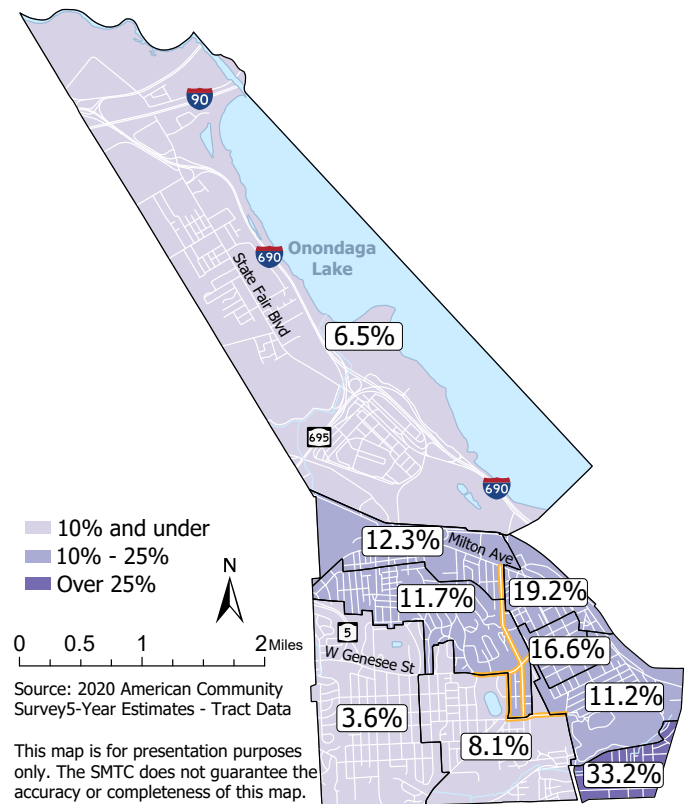 90
690
Onondaga
Lake
State Fair Blvd
6.5%
695
690
10% and under
10% - 25%
Over 25%
N
0 0.5 1 2 Miles
Source: 2020 American Community
Survey5-Year Estimates - Tract Data
This map is for presentation purposes
only. The SMTC does not guarantee the
accuracy or completeness of this map.
12.3%
Milton Ave
11.7%
19.2%
5
W Genesee St
16.6%
11.2%
3.6%
8.1%
33.2%